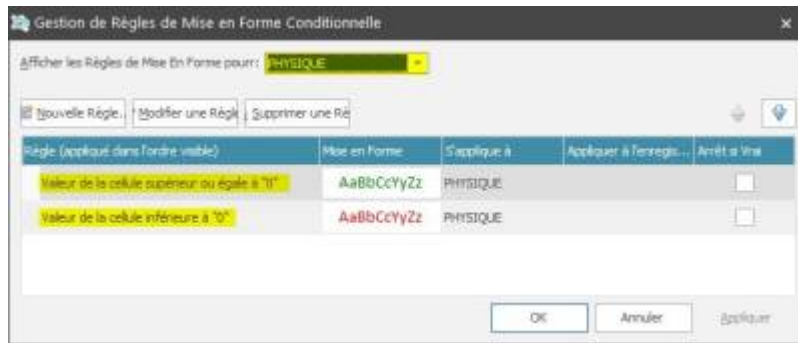 Gestion de Règles de Mise en Forme Conditionnelle
Afficher les Règles de Mise En Forme pourr: PHYSIQUE
Nouvelle Règle... Modifier une Règle Supprimer une Rè
Règle (appliqué dans l'ordre visible) Mise en Forme S'applique à Appliquer à l'enregis... Arrêt si Vrai
Valeur de la cellule supérieur ou égale à "0" AaBbCcYyZz PHYSIQUE
Valeur de la cellule inférieure à "0" AaBbCcYyZz PHYSIQUE
OK Annuler Appliquer